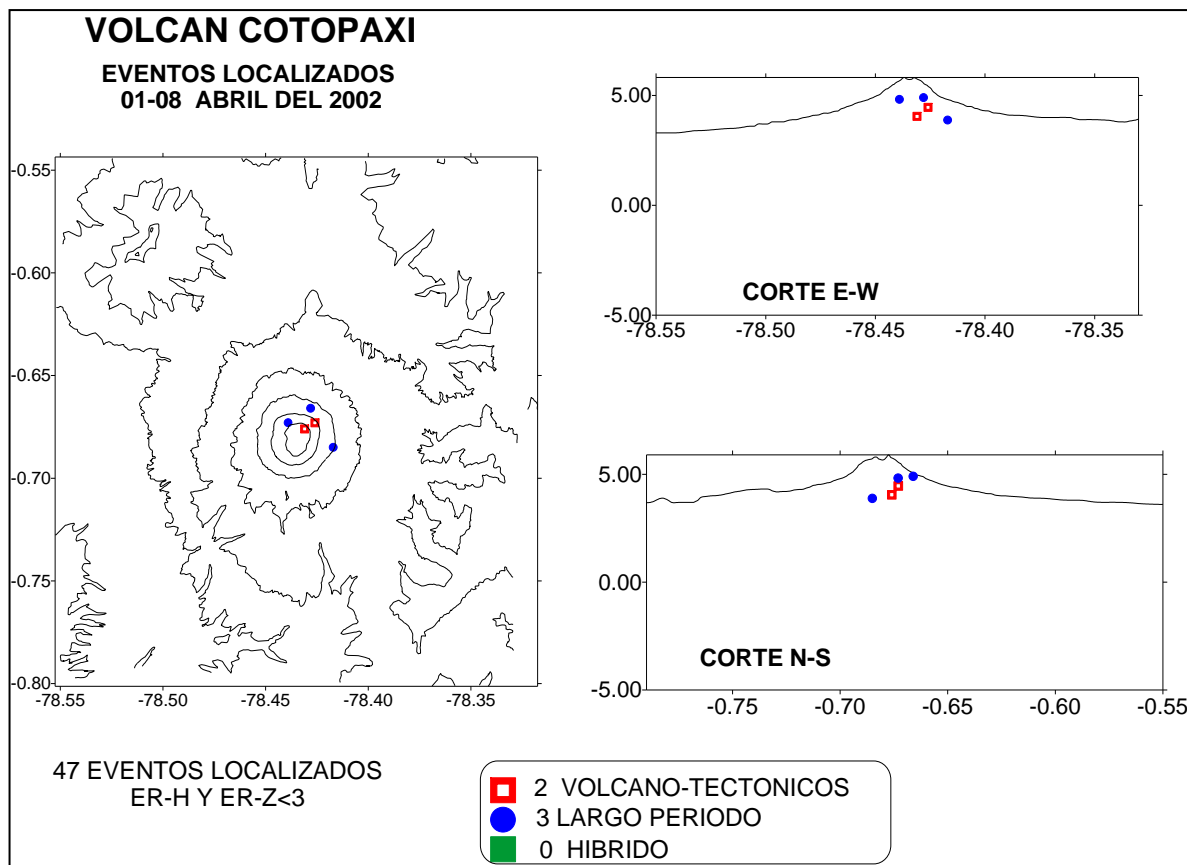 VOLCAN COTOPAXI
EVENTOS LOCALIZADOS
01-08 ABRIL DEL 2002
-0.55
-0.60
-0.65
-0.70
-0.75
-0.80
-78.55 -78.50 -78.45 -78.40 -78.35
5.00
0.00
-5.00
CORTE E-W
-78.55 -78.50 -78.45 -78.40 -78.35
5.00
0.00
-5.00
CORTE N-S
-0.75 -0.70 -0.65 -0.60 -0.55
47 EVENTOS LOCALIZADOS
ER-H Y ER-Z<3
2 VOLCANO-TECTONICOS
3 LARGO PERIODO
0 HIBRIDO